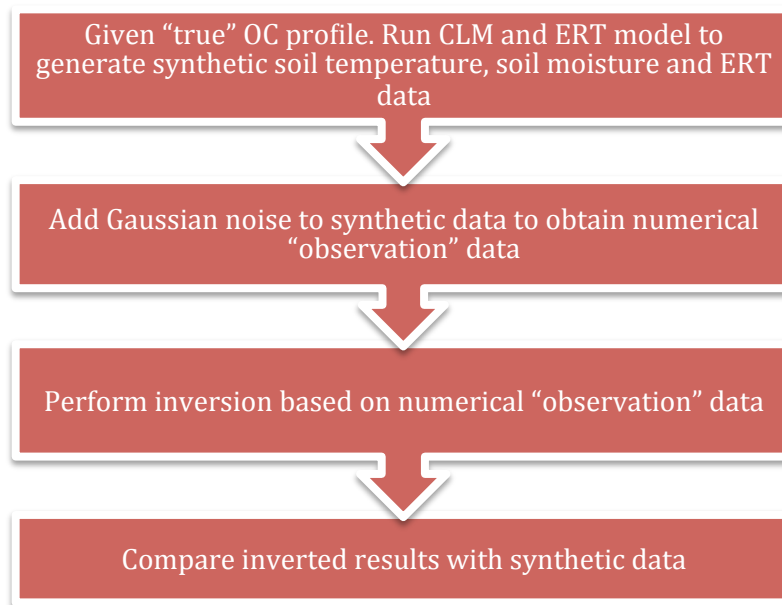 Given “true” OC profile. Run CLM and ERT model to
generate synthetic soil temperature, soil moisture and ERT
data
Add Gaussian noise to synthetic data to obtain numerical
“observation” data
Perform inversion based on numerical “observation” data
Compare inverted results with synthetic data